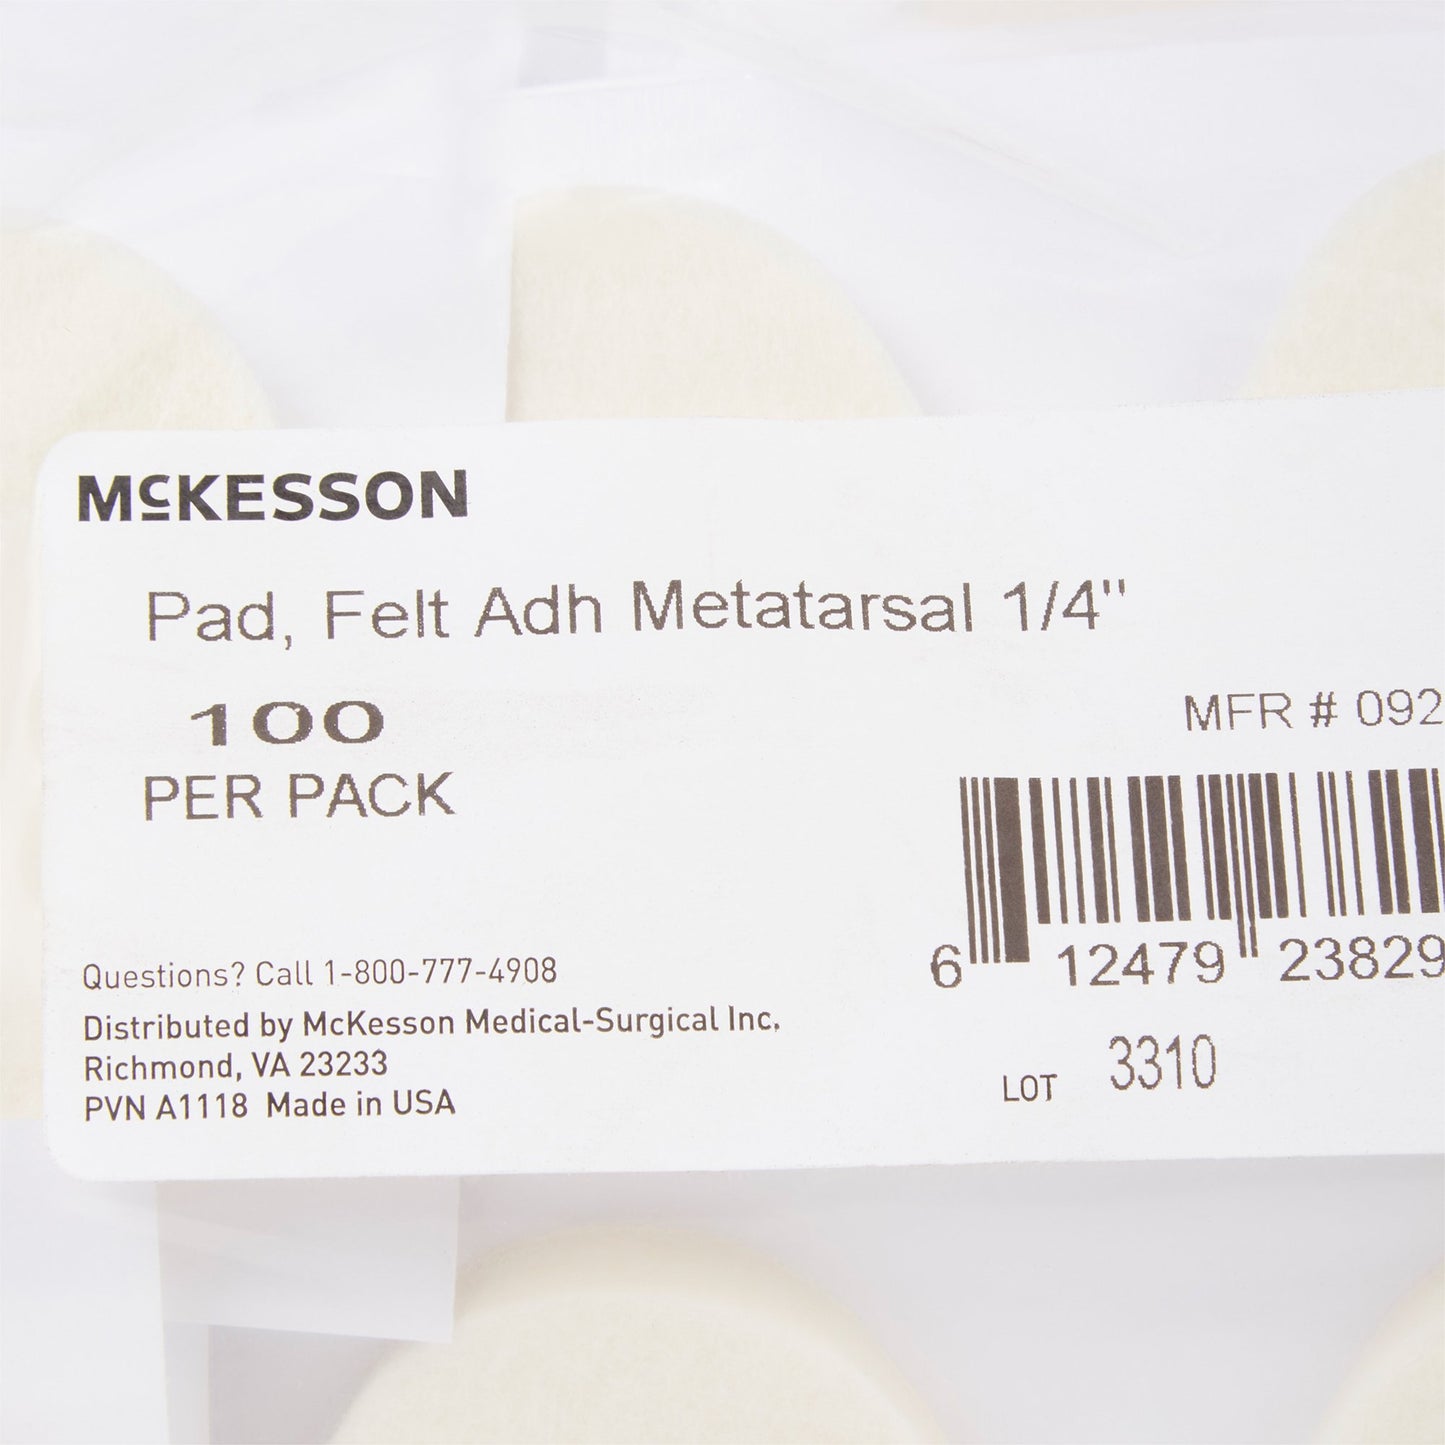 McKESSON
Pad, Felt Adh Metatarsal 1/4"
100
PER PACK
MFR # 092
6 12479 23829
Questions? Call 1-800-777-4908
Distributed by McKesson Medical-Surgical Inc.
Richmond, VA 23233
PVN A1118 Made in USA
LOT 3310